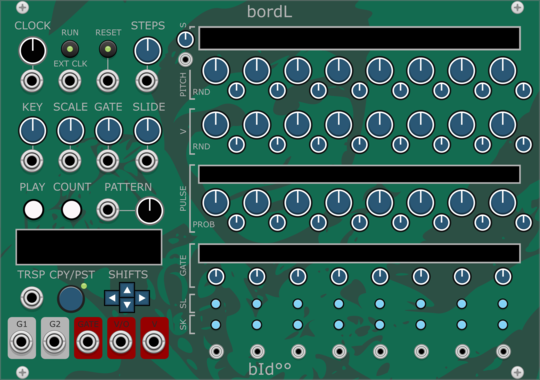 bordL
CLOCK RUN RESET STEPS
EXT CLK
S
PITCH
RND
KEY SCALE GATE SLIDE
V
RND
PLAY COUNT PATTERN
PULSE
PROB
GATE
TRSP CPY/PST SHIFTS
SL
SK
G1 G2
bId°°